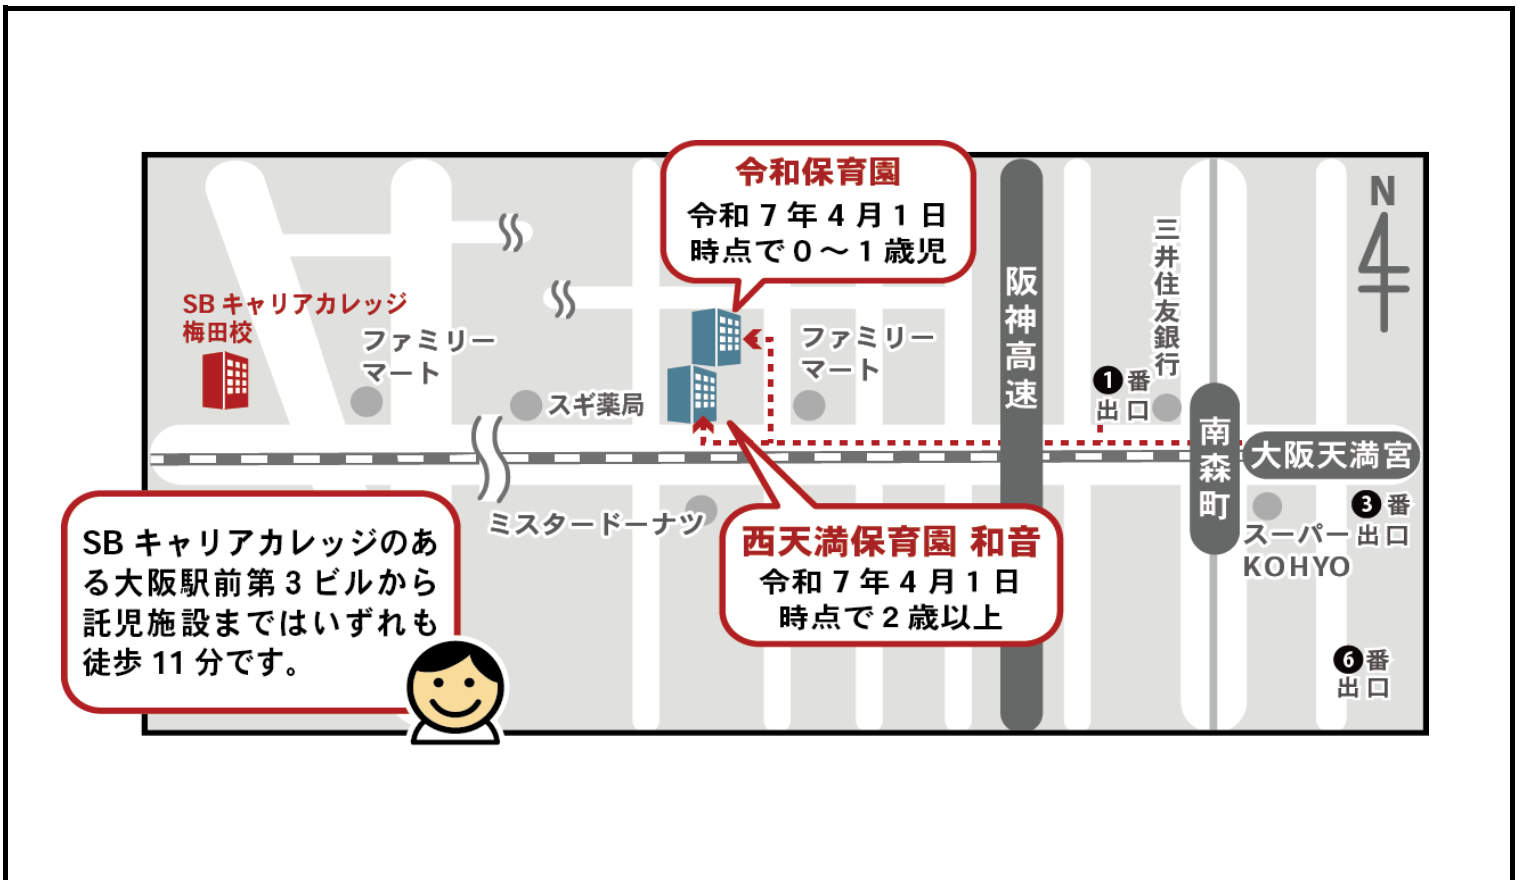 令和保育園
令和７年４月１日
時点で０～１歳児
N
三井住友銀行
阪神高速
SB キャリアカレッジ
梅田校
ファミリー
マート
ファミリー
マート
スギ薬局
1番
出口
南森町
大阪天満宮
3番
出口
スーパー
KOHYO
ミスタードーナツ
西天満保育園 和音
令和７年４月１日
時点で２歳以上
SB キャリアカレッジのあ
る大阪駅前第３ビルから
託児施設まではいずれも
徒歩 11 分です。
6番
出口